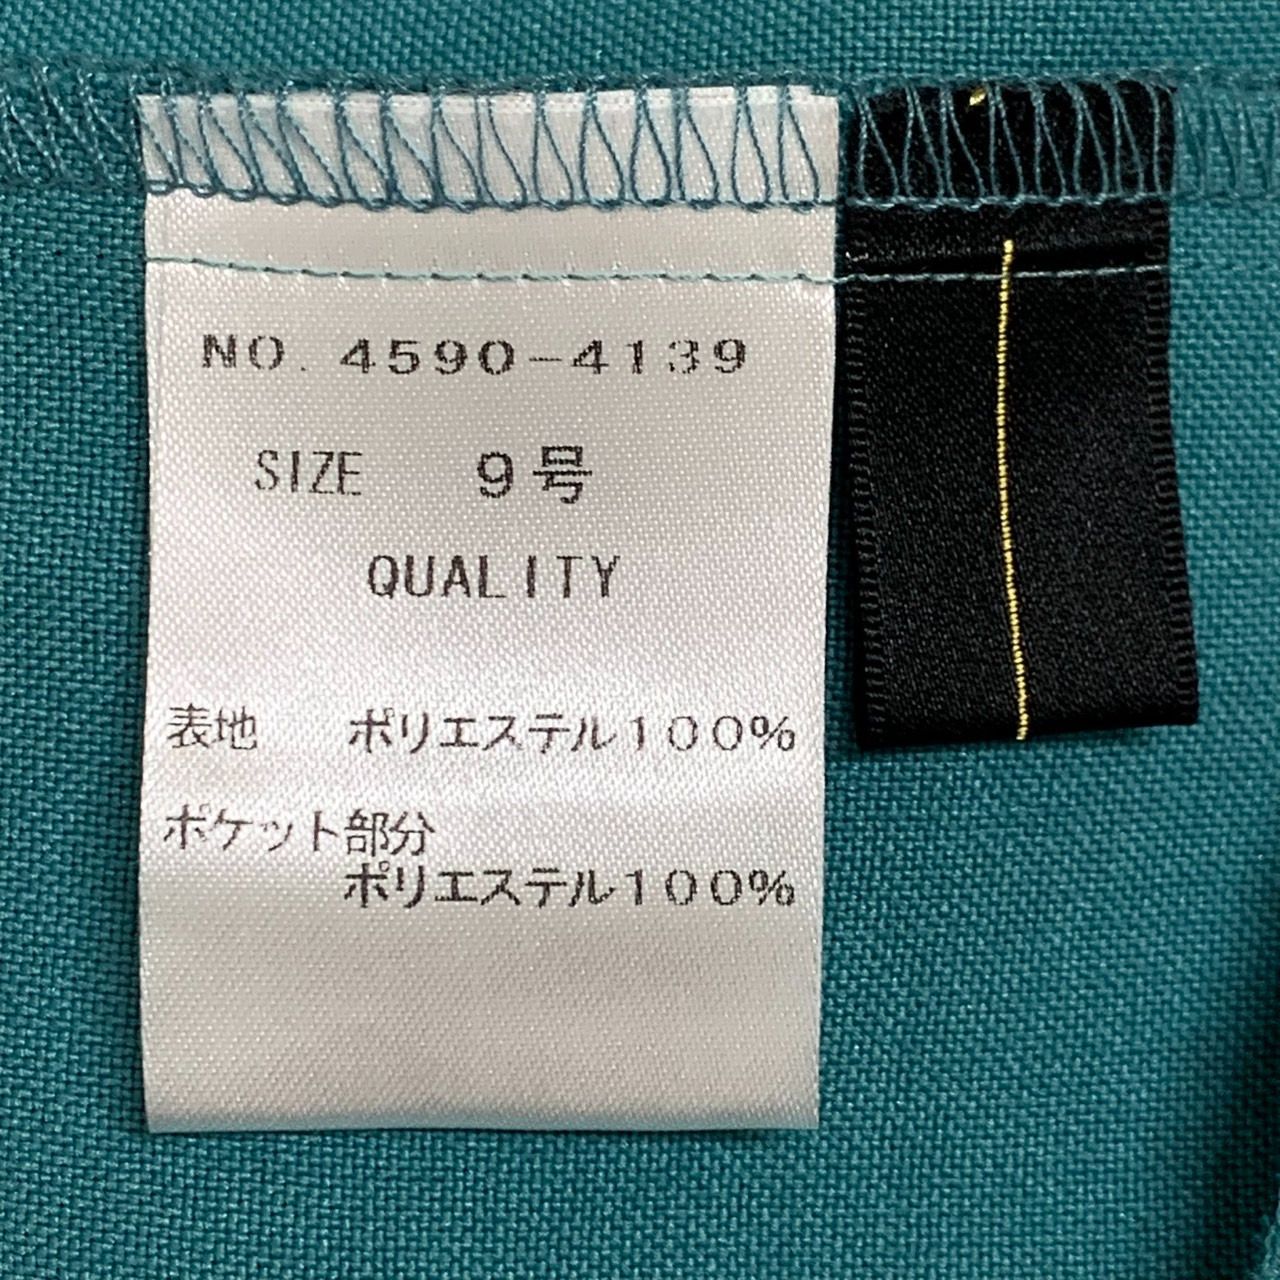 NO. 4590-4139
SIZE 9号
QUALITY
表地 ポリエステル100%
ポケット部分
ポリエステル100%